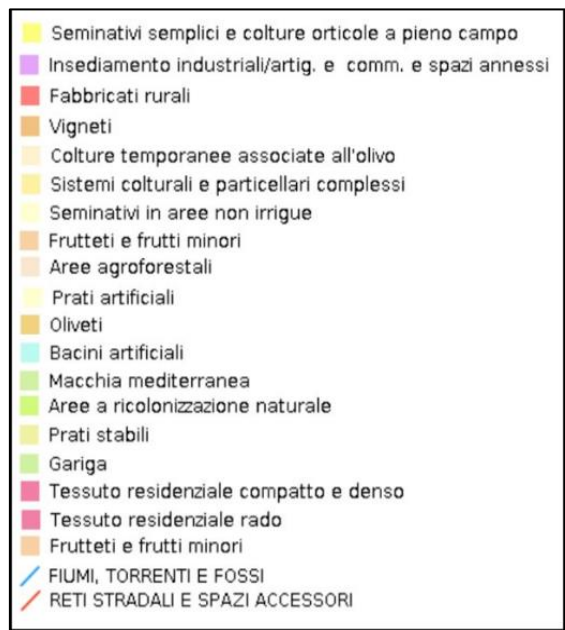 Seminativi semplici e colture orticole a pieno campo
Insediamento industriali/artig. e comm. e spazi annessi
Fabbricati rurali
Vigneti
Colture temporanee associate all'olivo
Sistemi colturali e particellari complessi
Seminativi in aree non irrigue
Frutteti e frutti minori
Aree agroforestali
Prati artificiali
Oliveti
Bacini artificiali
Macchia mediterranea
Aree a ricolonizzazione naturale
Prati stabili
Gariga
Tessuto residenziale compatto e denso
Tessuto residenziale rado
Frutteti e frutti minori
FIUMI, TORRENTI E FOSSI
RETI STRADALI E SPAZI ACCESSORI